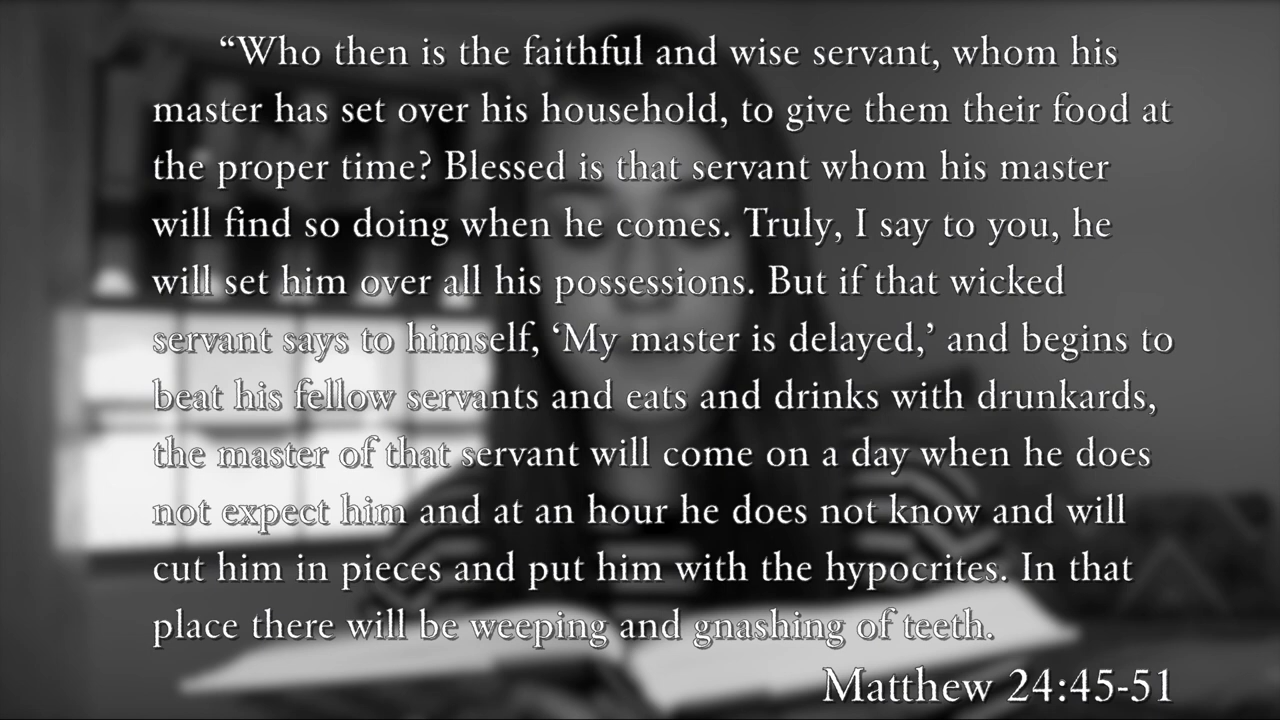 “Who then is the faithful and wise servant, whom his
master has set over his household, to give them their food at
the proper time? Blessed is that servant whom his master
will find so doing when he comes. Truly, I say to you, he
will set him over all his possessions. But if that wicked
servant says to himself, ‘My master is delayed,’ and begins to
beat his fellow servants and eats and drinks with drunkards,
the master of that servant will come on a day when he does
not expect him and at an hour he does not know and will
cut him in pieces and put him with the hypocrites. In that
place there will be weeping and gnashing of teeth.
Matthew 24:45-51